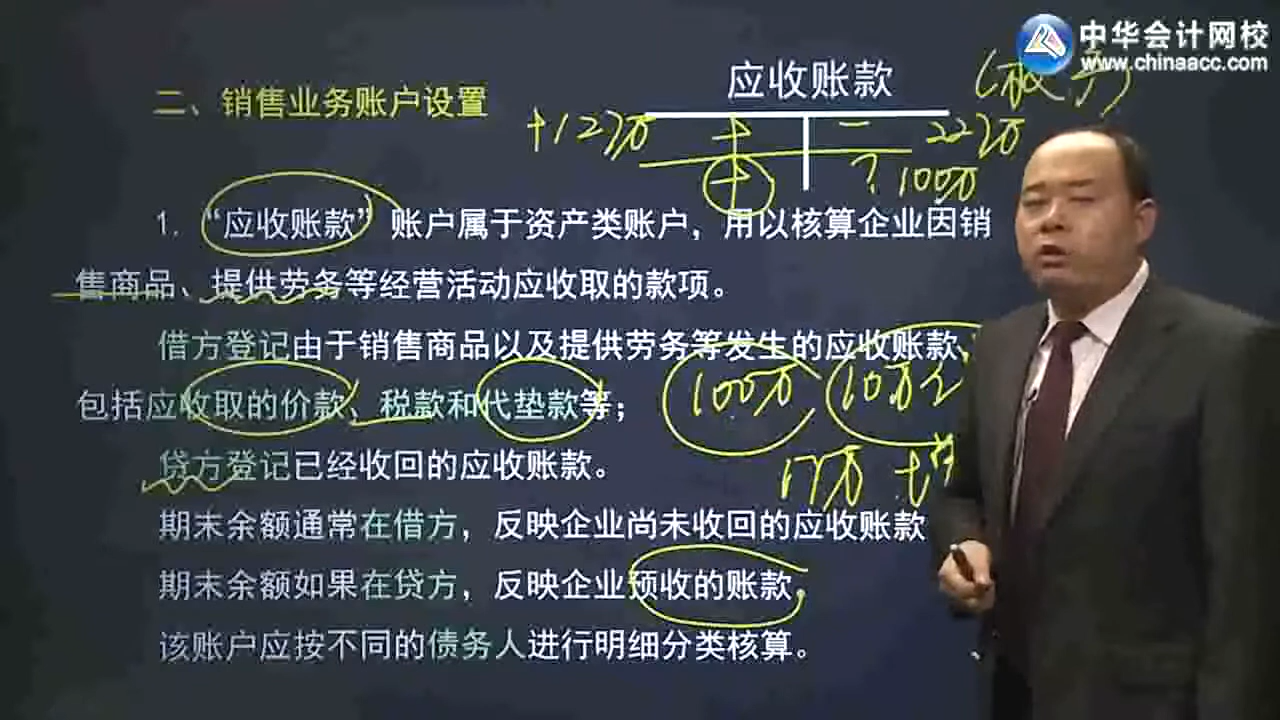 中华会计网校
www.chinaacc.com
应收账款
二、销售业务账户设置
+ -
+ ? 100万
1. “应收账款”账户属于资产类账户，用以核算企业因销
售商品、提供劳务等经营活动应收取的款项。
借方登记由于销售商品以及提供劳务等发生的应收账款、
包括应收取的价款、税款和代垫款等；
100万
17万
贷方登记已经收回的应收账款。
期末余额通常在借方，反映企业尚未收回的应收账款
期末余额如果在贷方，反映企业预收的账款。
该账户应按不同的债务人进行明细分类核算。